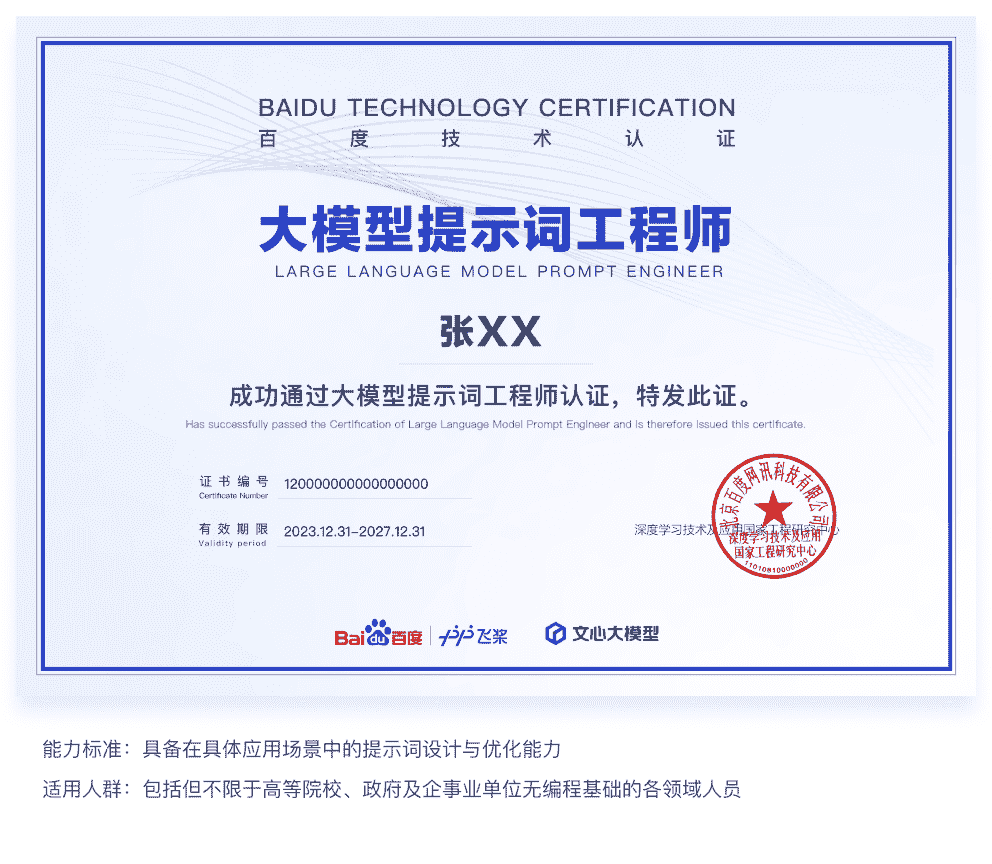 BAIDU TECHNOLOGY CERTIFICATION
百度技术认证
大模型提示词工程师
LARGE LANGUAGE MODEL PROMPT ENGINEER
张XX
成功通过大模型提示词工程师认证，特发此证。
Has successfully passed the Certification of Large Language Model Prompt Engineer and is therefore issued this certificate.
证书编号 120000000000000000
Certificate Number
有效期限 2023.12.31-2027.12.31
Validity period
深度学习技术及应用国家工程研究中心
北京百度网讯科技有限公司
深度学习技术及应用
国家工程研究中心
11010810000000
Bai du 百度 飞桨 文心大模型
能力标准：具备在具体应用场景中的提示词设计与优化能力
适用人群：包括但不限于高等院校、政府及企事业单位无编程基础的各领域人员